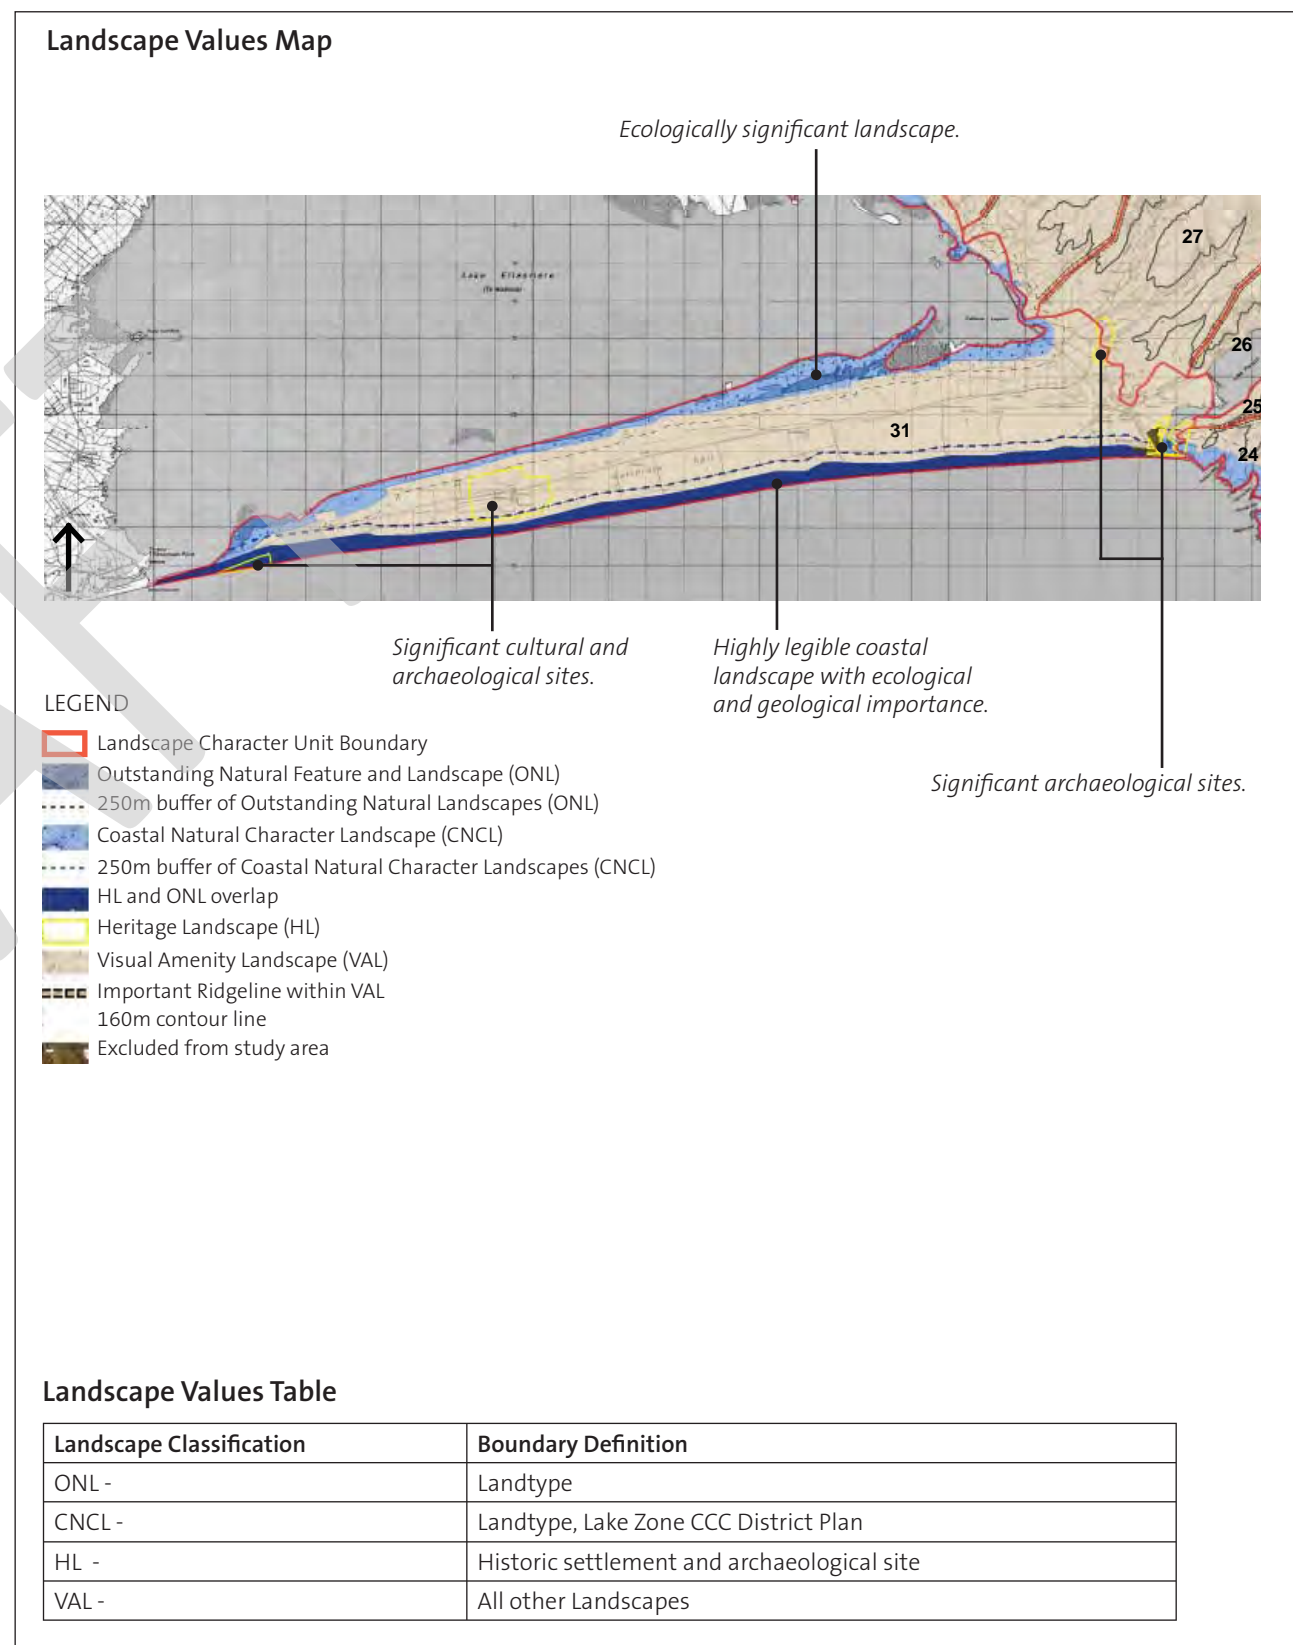 Landscape Values Map
Ecologically significant landscape.
Lake Ellesmere
27
26
25
31
24
Significant cultural and
archaeological sites.
Highly legible coastal
landscape with ecological
and geological importance.
Significant archaeological sites.
LEGEND
Landscape Character Unit Boundary
Outstanding Natural Feature and Landscape (ONL)
250m buffer of Outstanding Natural Landscapes (ONL)
Coastal Natural Character Landscape (CNCL)
250m buffer of Coastal Natural Character Landscapes (CNCL)
HL and ONL overlap
Heritage Landscape (HL)
Visual Amenity Landscape (VAL)
Important Ridgeline within VAL
160m contour line
Excluded from study area
Landscape Values Table
Landscape Classification Boundary Definition
ONL - Landtype
CNCL - Landtype, Lake Zone CCC District Plan
HL - Historic settlement and archaeological site
VAL - All other Landscapes